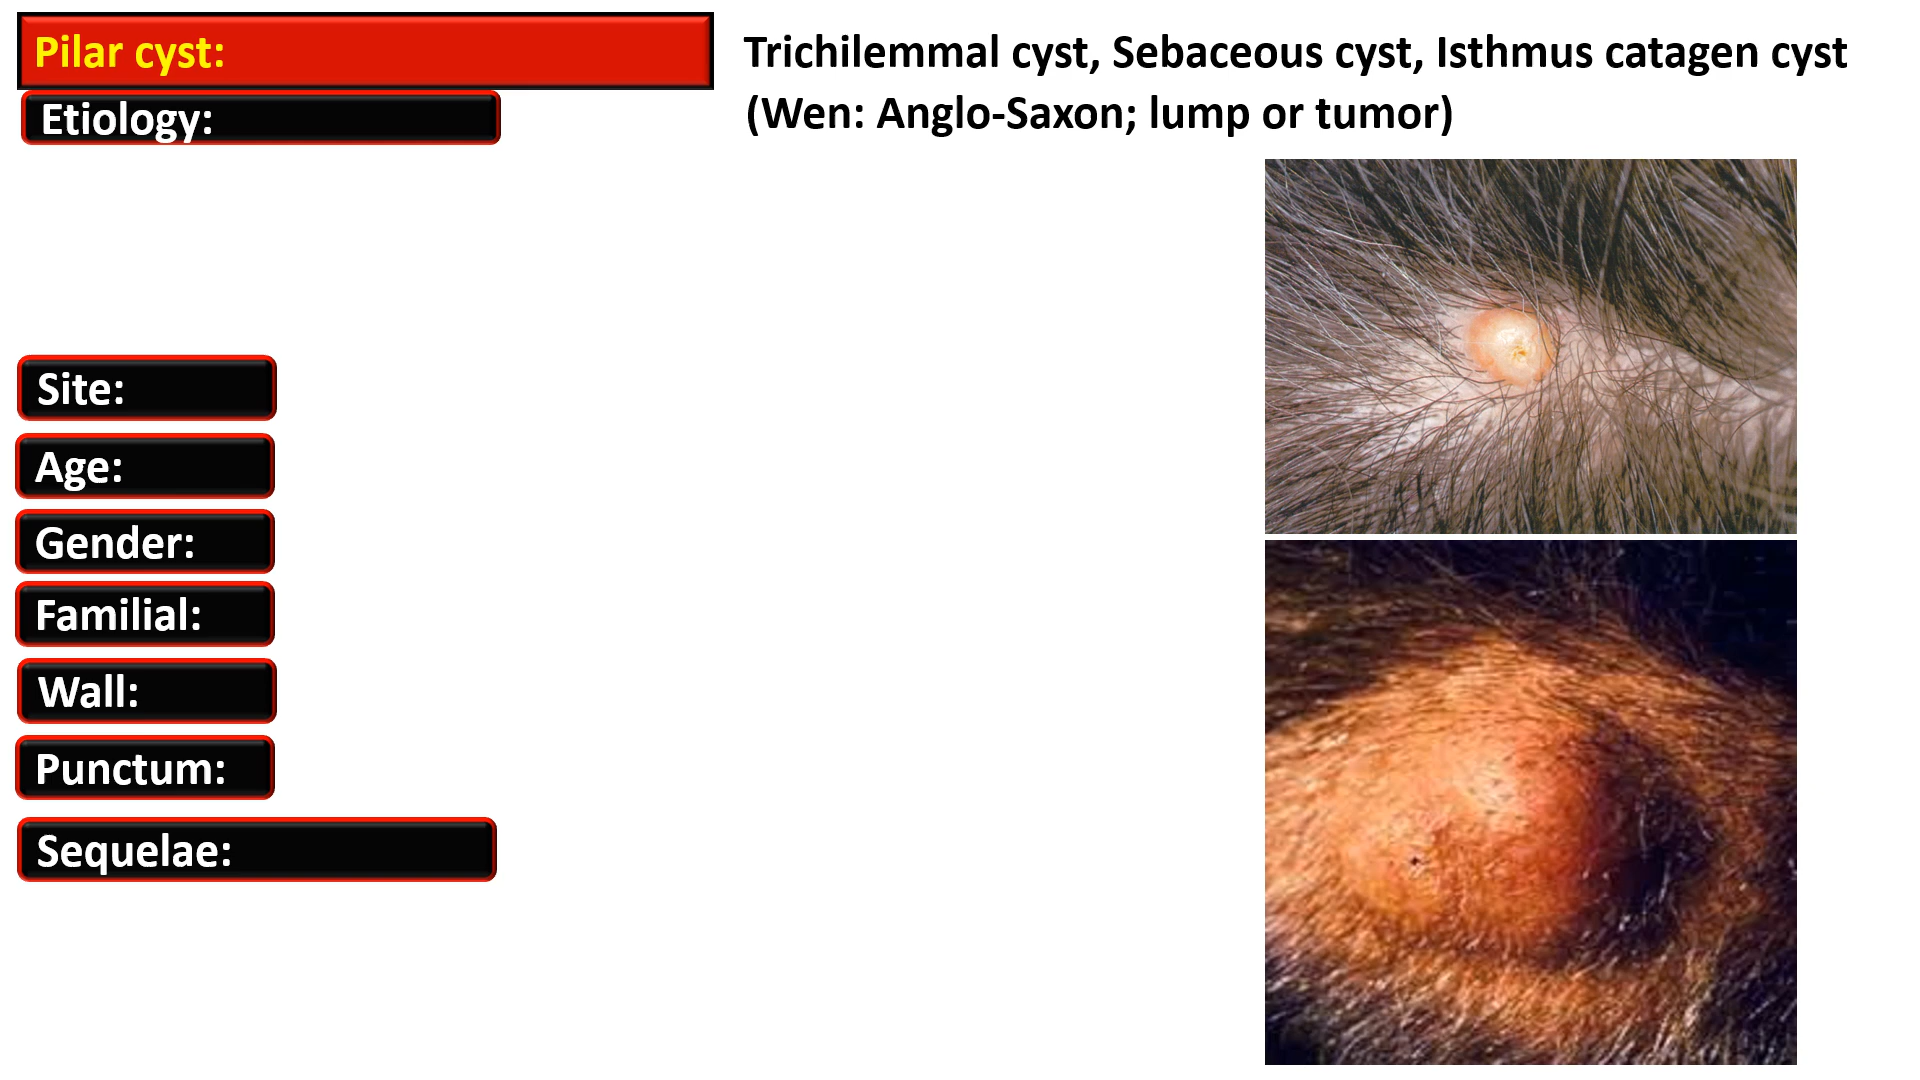 Pilar cyst:
Trichilemmal cyst, Sebaceous cyst, Isthmus catagen cyst
(Wen: Anglo-Saxon; lump or tumor)
Etiology:
Site:
Age:
Gender:
Familial:
Wall:
Punctum:
Sequelae: